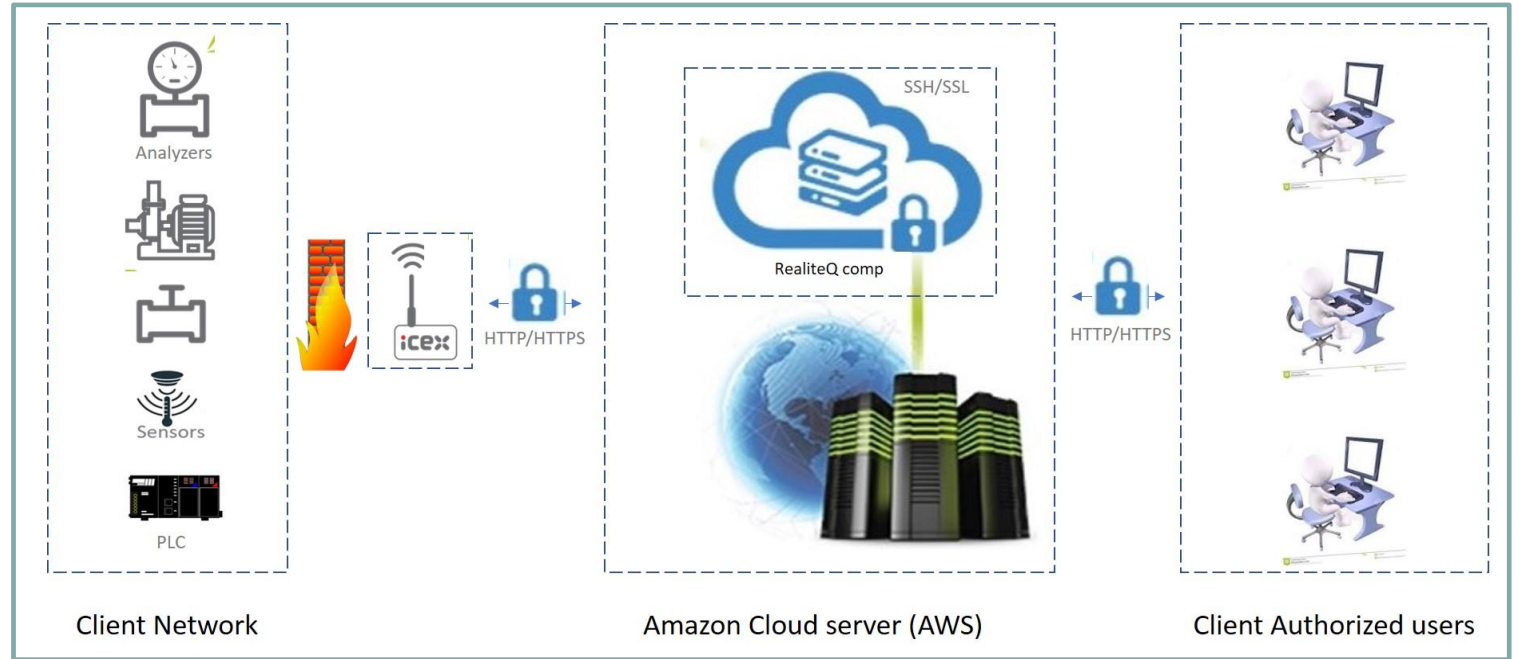 SSH/SSL
Analyzers
RealiteQ comp
icex
HTTP/HTTPS
HTTP/HTTPS
Sensors
PLC
Client Network
Amazon Cloud server (AWS)
Client Authorized users